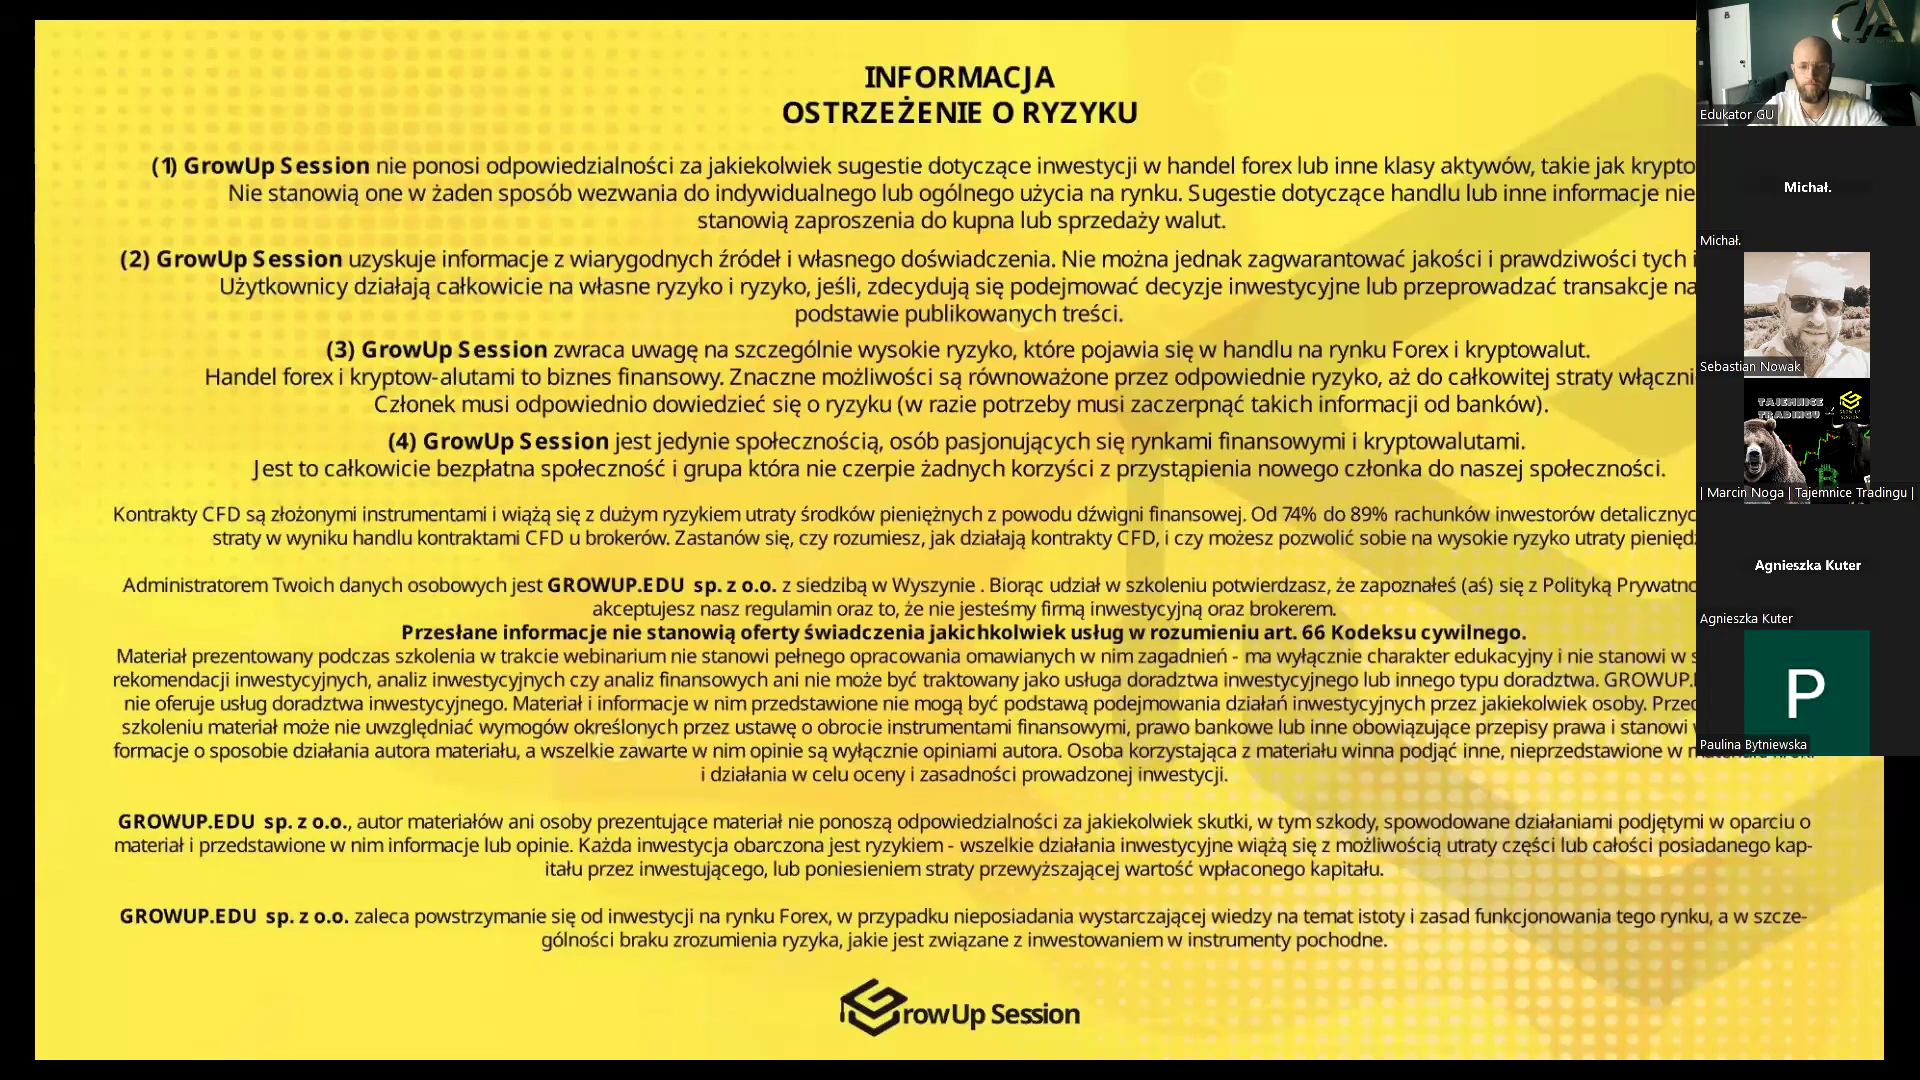 INFORMACJA
OSTRZEŻENIE O RYZYKU
(1) GrowUp Session nie ponosi odpowiedzialności za jakiekolwiek sugestie dotyczące inwestycji w handel forex lub inne klasy aktywów, takie jak krypto
Nie stanowią one w żaden sposób wezwania do indywidualnego lub ogólnego użycia na rynku. Sugestie dotyczące handlu lub inne informacje nie
stanowią zaproszenia do kupna lub sprzedaży walut.
(2) GrowUp Session uzyskuje informacje z wiarygodnych źródeł i własnego doświadczenia. Nie można jednak zagwarantować jakości i prawdziwości tych
Użytkownicy działają całkowicie na własne ryzyko i ryzyko, jeśli, zdecydują się podejmować decyzje inwestycyjne lub przeprowadzać transakcje na
podstawie publikowanych treści.
(3) GrowUp Session zwraca uwagę na szczególnie wysokie ryzyko, które pojawia się w handlu na rynku Forex i kryptowalut.
Handel forex i kryptow-alutami to biznes finansowy. Znaczne możliwości są równoważone przez odpowiednie ryzyko, aż do całkowitej straty włączni
Członek musi odpowiednio dowiedzieć się o ryzyku (w razie potrzeby musi zaczerpnąć takich informacji od banków).
(4) GrowUp Session jest jedynie społecznością, osób pasjonujących się rynkami finansowymi i kryptowalutami.
Jest to całkowicie bezpłatna społeczność i grupa która nie czerpie żadnych korzyści z przystąpienia nowego członka do naszej społeczności.
Kontrakty CFD są złożonymi instrumentami i wiążą się z dużym ryzykiem utraty środków pieniężnych z powodu dźwigni finansowej. Od 74% do 89% rachunków inwestorów detalicznyc
straty w wyniku handlu kontraktami CFD u brokerów. Zastanów się, czy rozumiesz, jak działają kontrakty CFD, i czy możesz pozwolić sobie na wysokie ryzyko utraty pienięd
Administratorem Twoich danych osobowych jest GROWUP.EDU sp. z o.o. z siedzibą w Wyszynie . Biorąc udział w szkoleniu potwierdzasz, że zapoznałeś (aś) się z Polityką Prywatno
akceptujesz nasz regulamin oraz to, że nie jesteśmy firmą inwestycyjną oraz brokerem.
Przesłane informacje nie stanowią oferty świadczenia jakichkolwiek usług w rozumieniu art. 66 Kodeksu cywilnego.
Materiał prezentowany podczas szkolenia w trakcie webinarium nie stanowi pełnego opracowania omawianych w nim zagadnień - ma wyłącznie charakter edukacyjny i nie stanowi w
rekomendacji inwestycyjnych, analiz inwestycyjnych czy analiz finansowych ani nie może być traktowany jako usługa doradztwa inwestycyjnego lub innego typu doradztwa. GROWUP.
nie oferuje usług doradztwa inwestycyjnego. Materiał i informacje w nim przedstawione nie mogą być podstawą podejmowania działań inwestycyjnych przez jakiekolwiek osoby. Przed
szkoleniu materiał może nie uwzględniać wymogów określonych przez ustawę o obrocie instrumentami finansowymi, prawo bankowe lub inne obowiązujące przepisy prawa i stanowi
formacje o sposobie działania autora materiału, a wszelkie zawarte w nim opinie są wyłącznie opiniami autora. Osoba korzystająca z materiału winna podjąć inne, nieprzedstawione w
i działania w celu oceny i zasadności prowadzonej inwestycji.
GROWUP.EDU sp. z o.o., autor materiałów ani osoby prezentujące materiał nie ponoszą odpowiedzialności za jakiekolwiek skutki, w tym szkody, spowodowane działaniami podjętymi w oparciu o
materiał i przedstawione w nim informacje lub opinie. Każda inwestycja obarczona jest ryzykiem - wszelkie działania inwestycyjne wiążą się z możliwością utraty części lub całości posiadanego kap-
itału przez inwestującego, lub poniesieniem straty przewyższającej wartość wpłaconego kapitału.
GROWUP.EDU sp. z o.o. zaleca powstrzymanie się od inwestycji na rynku Forex, w przypadku nieposiadania wystarczającej wiedzy na temat istoty i zasad funkcjonowania tego rynku, a w szcze-
gólności braku zrozumienia ryzyka, jakie jest związane z inwestowaniem w instrumenty pochodne.
GrowUp Session
Edukator GU
Michał.
Michał.
Sebastian Nowak
TAJEMNICE
TRADINGU
| Marcin Noga | Tajemnice Tradingu |
Agnieszka Kuter
Agnieszka Kuter
P
Paulina Bytniewska